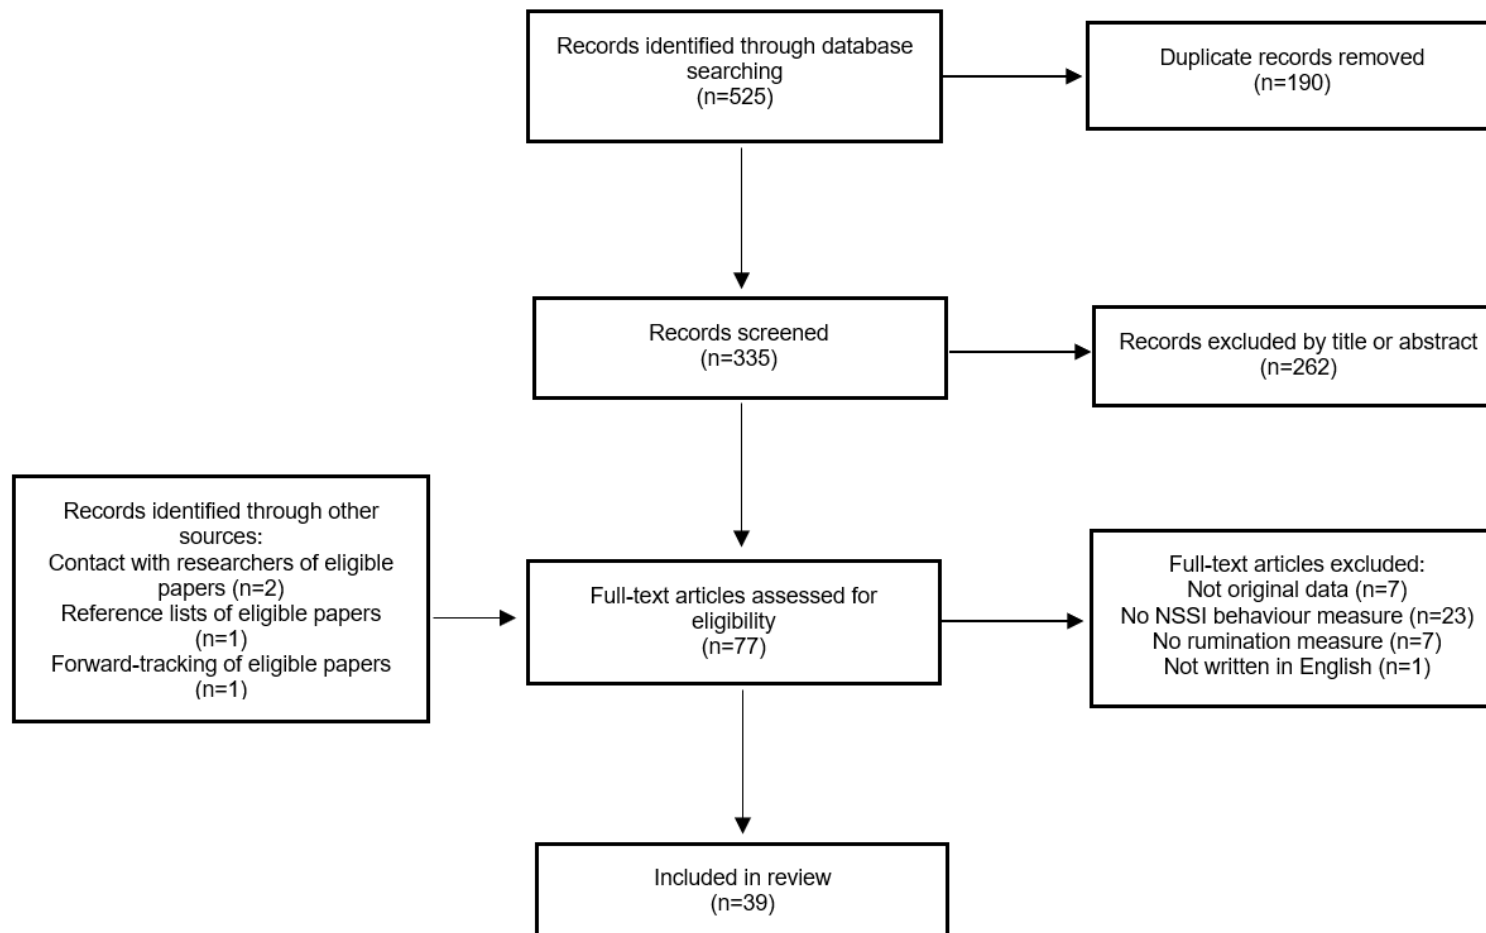 Records identified through database
searching
(n=525)
Duplicate records removed
(n=190)
Records screened
(n=335)
Records excluded by title or abstract
(n=262)
Records identified through other
sources:
Contact with researchers of eligible
papers (n=2)
Reference lists of eligible papers
(n=1)
Forward-tracking of eligible papers
(n=1)
Full-text articles assessed for
eligibility
(n=77)
Full-text articles excluded:
Not original data (n=7)
No NSSI behaviour measure (n=23)
No rumination measure (n=7)
Not written in English (n=1)
Included in review
(n=39)